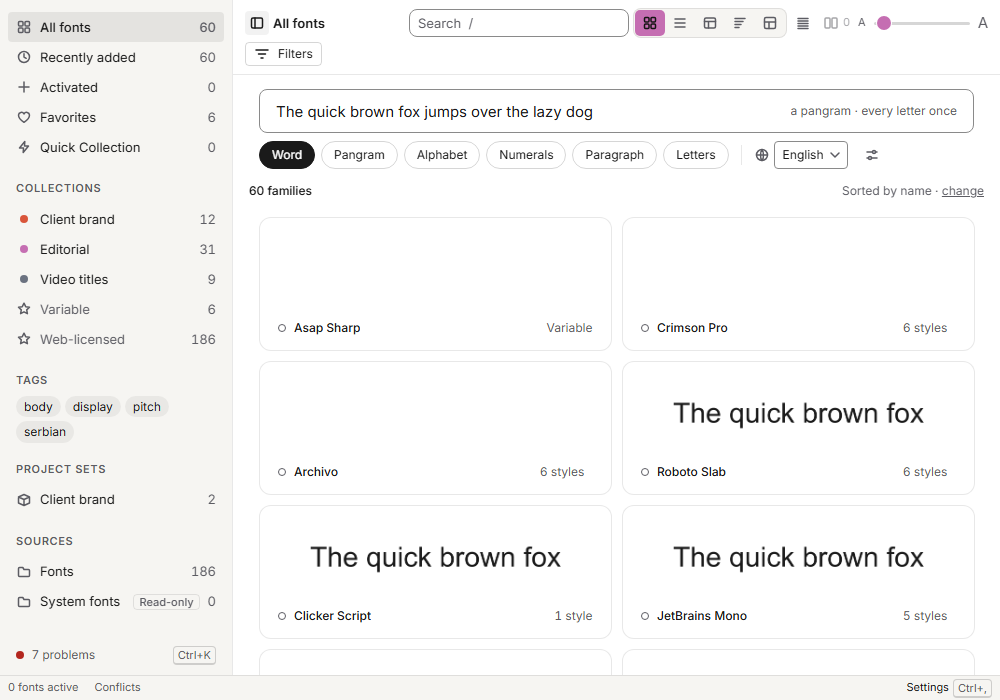 All fonts 60
Recently added 60
Activated 0
Favorites 6
Quick Collection 0
COLLECTIONS
Client brand 12
Editorial 31
Video titles 9
Variable 6
Web-licensed 186
TAGS
body display pitch
serbian
PROJECT SETS
Client brand 2
SOURCES
Fonts 186
System fonts Read-only 0
7 problems Ctrl+K
All fonts Search / 0 A A
Filters
The quick brown fox jumps over the lazy dog a pangram · every letter once
Word Pangram Alphabet Numerals Paragraph Letters English
60 families Sorted by name · change
Asap Sharp Variable
Crimson Pro 6 styles
Archivo 6 styles
The quick brown fox
Roboto Slab 6 styles
The quick brown fox
Clicker Script 1 style
The quick brown fox
JetBrains Mono 5 styles
0 fonts active Conflicts Settings Ctrl+,